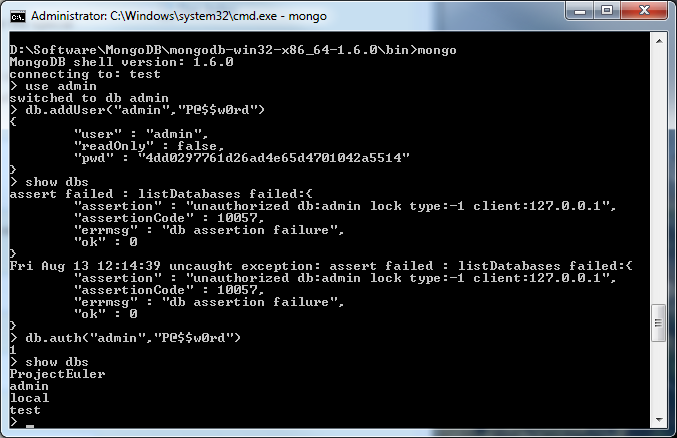 Administrator: C:\Windows\system32\cmd.exe - mongo
D:\Software\MongoDB\mongodb-win32-x86_64-1.6.0\bin>mongo
MongoDB shell version: 1.6.0
connecting to: test
> use admin
switched to db admin
> db.addUser("admin","P@$$w0rd")
{
        "user" : "admin",
        "readOnly" : false,
        "pwd" : "4dd0297761d26ad4e65d4701042a5514"
}
> show dbs
assert failed : listDatabases failed:{
        "assertion" : "unauthorized db:admin lock type:-1 client:127.0.0.1",
        "assertionCode" : 10057,
        "errmsg" : "db assertion failure",
        "ok" : 0
}
Fri Aug 13 12:14:39 uncaught exception: assert failed : listDatabases failed:{
        "assertion" : "unauthorized db:admin lock type:-1 client:127.0.0.1",
        "assertionCode" : 10057,
        "errmsg" : "db assertion failure",
        "ok" : 0
}
> db.auth("admin","P@$$w0rd")
1
> show dbs
ProjectEuler
admin
local
test
> _